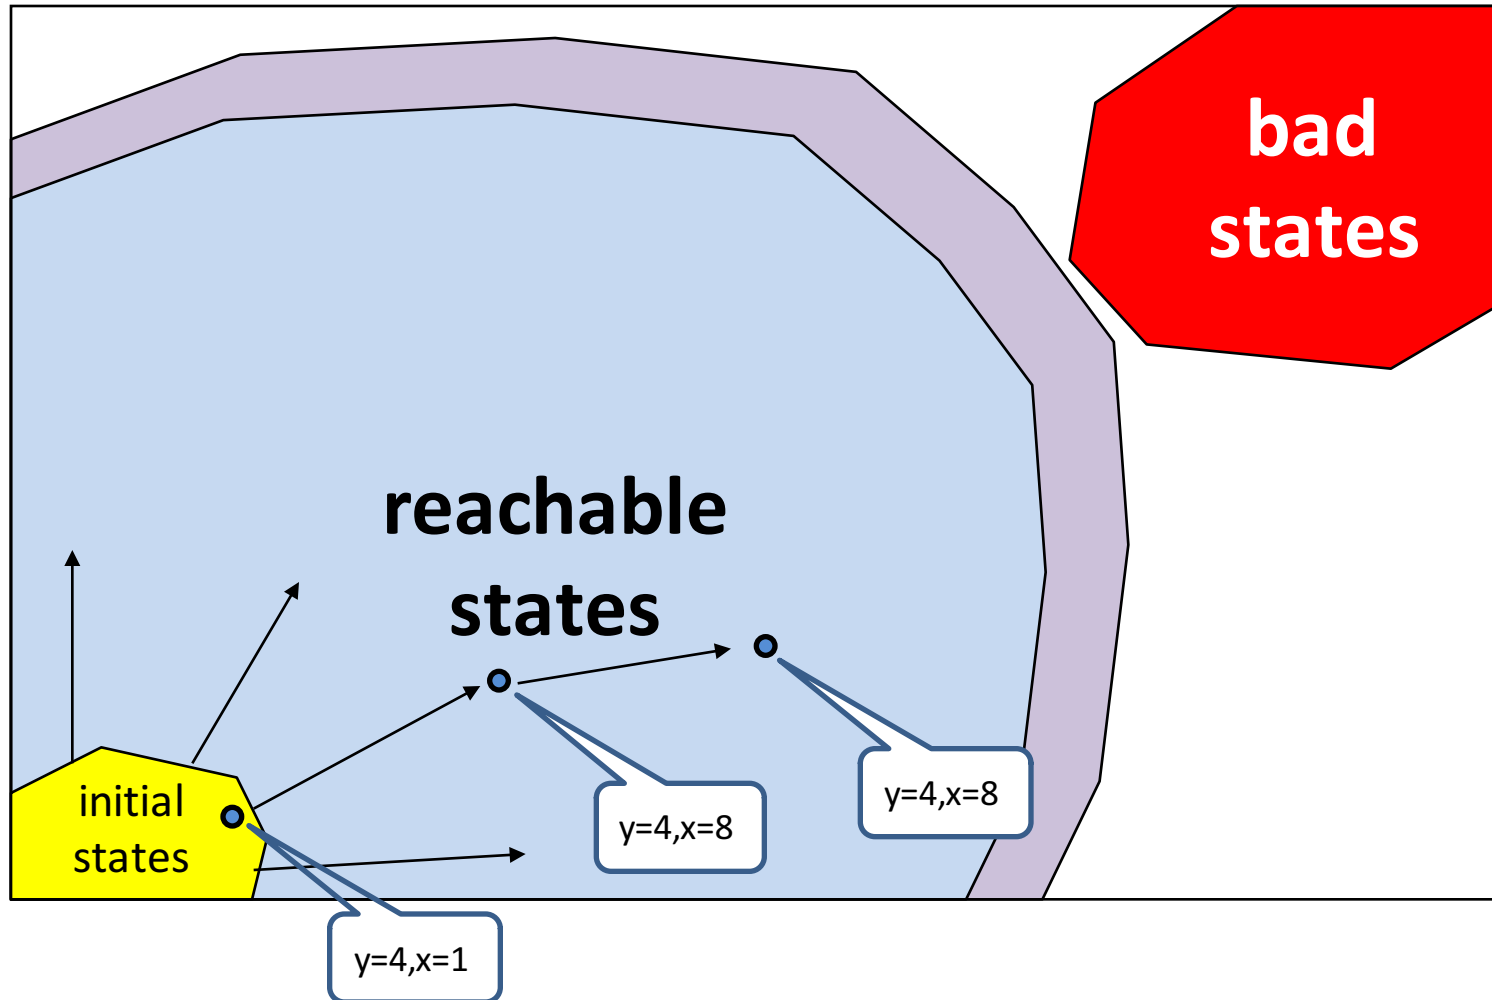 bad
states
reachable
states
initial
states
y=4,x=8
y=4,x=8
y=4,x=1